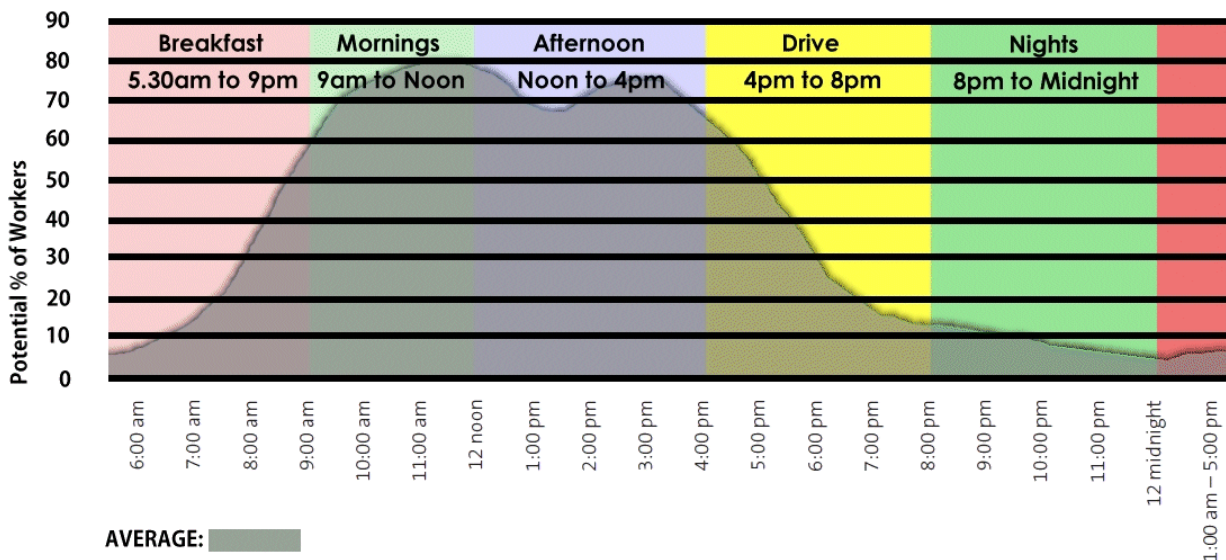 90
Breakfast Mornings Afternoon Drive Nights
80
5.30am to 9pm 9am to Noon Noon to 4pm 4pm to 8pm 8pm to Midnight
70
60
50
40
30
20
10
0
Potential % of Workers
6:00 am 7:00 am 8:00 am 9:00 am 10:00 am 11:00 am 12 noon 1:00 pm 2:00 pm 3:00 pm 4:00 pm 5:00 pm 6:00 pm 7:00 pm 8:00 pm 9:00 pm 10:00 pm 11:00 pm 12 midnight 1:00 am – 5:00 pm
AVERAGE: